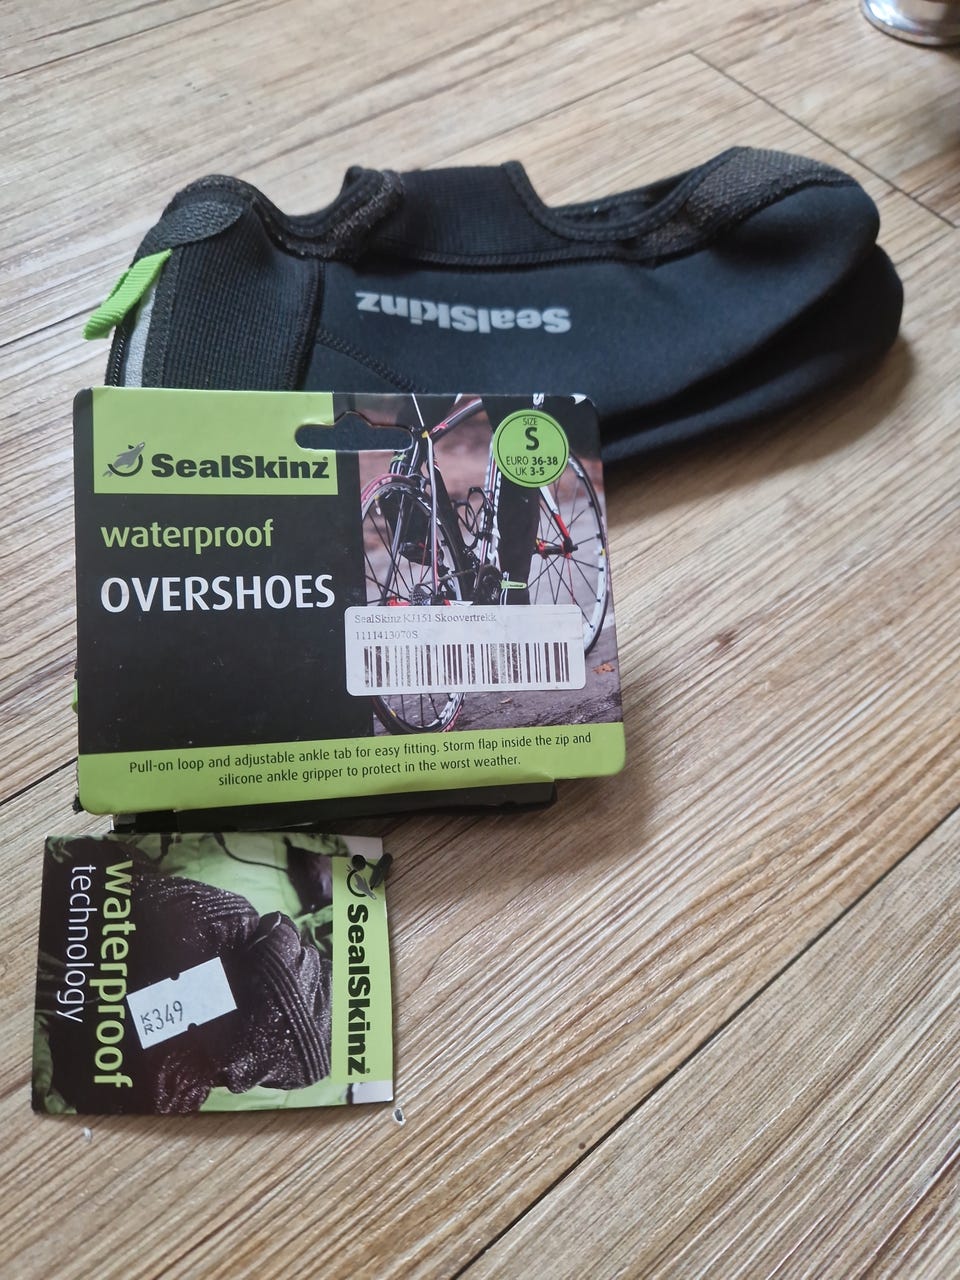 SealSkinz
SealSkinz
SIZE
S
EURO 36-38
UK 3-5
waterproof
OVERSHOES
SealSkinz KJ151 Skoovertrekk
1111413070S
Pull-on loop and adjustable ankle tab for easy fitting. Storm flap inside the zip and
silicone ankle gripper to protect in the worst weather.
SealSkinz
waterproof
technology
KR349